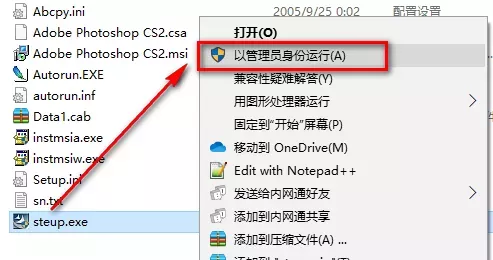 Abcpy.ini
2005/9/25 0:02
配置设置
Adobe Photoshop CS2.csa
Adobe Photoshop CS2.msi
Autorun.EXE
autorun.inf
Data1.cab
instmsia.exe
instmsiw.exe
Setup.ini
sn.txt
steup.exe
打开(O)
以管理员身份运行(A)
兼容性疑难解答(Y)
用图形处理器运行
固定到"开始"屏幕(P)
移动到 OneDrive(M)
Edit with Notepad++
发送给内网通好友
添加到内网通共享
添加到压缩文件(A) ...